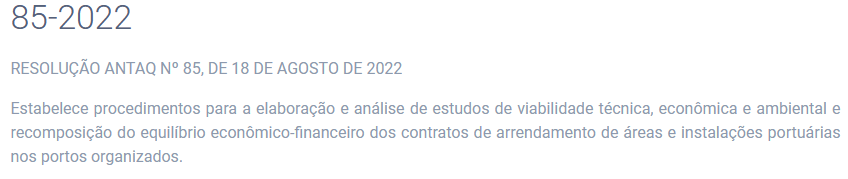 85-2022
RESOLUÇÃO ANTAQ Nº 85, DE 18 DE AGOSTO DE 2022
Estabelece procedimentos para a elaboração e análise de estudos de viabilidade técnica, econômica e ambiental e
recomposição do equilíbrio econômico-financeiro dos contratos de arrendamento de áreas e instalações portuárias
nos portos organizados.